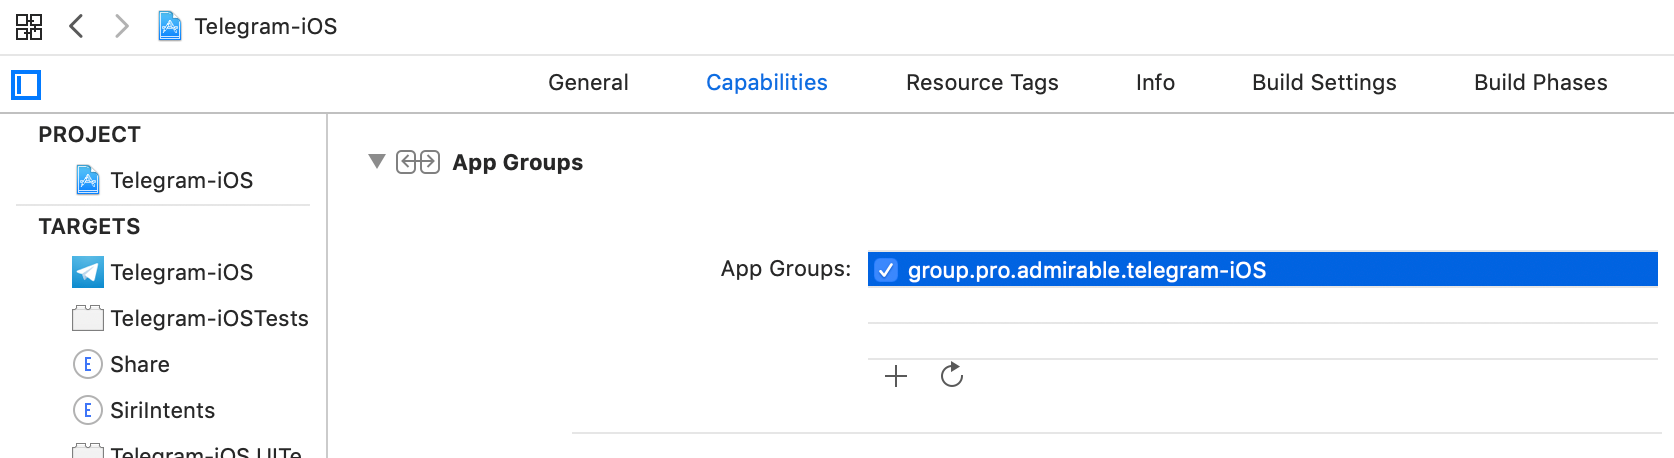 Telegram-iOS
General Capabilities Resource Tags Info Build Settings Build Phases
PROJECT
Telegram-iOS
TARGETS
Telegram-iOS
Telegram-iOSTests
E Share
E SiriIntents
Telegram-iOS UITe
App Groups
App Groups: group.pro.admirable.telegram-iOS